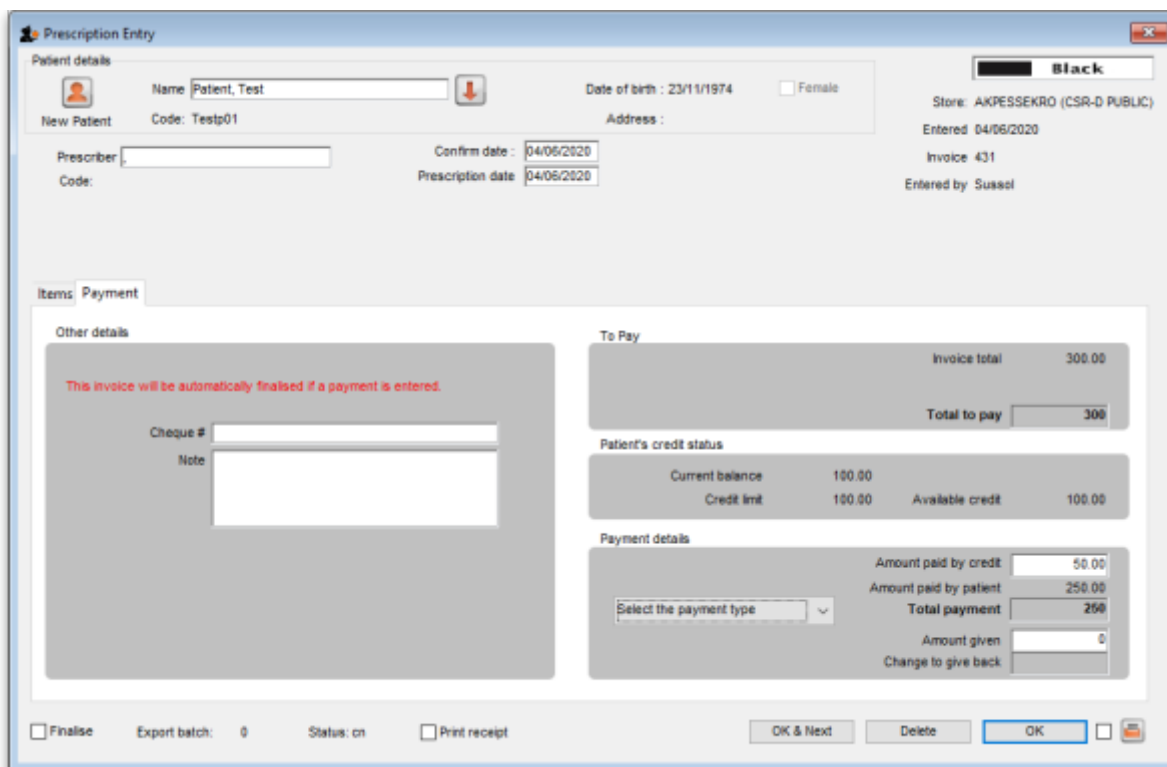 Prescription Entry
Patient details
Black
Name Patient, Test
Date of birth : 23/11/1974
Female
Store: AKPESSEKRO (CSR-D PUBLIC)
New Patient
Code: Testp01
Address :
Entered 04/06/2020
Prescriber
Confirm date : 04/06/2020
Invoice 431
Code:
Prescription date 04/06/2020
Entered by Sussol
Items Payment
Other details
This invoice will be automatically finalised if a payment is entered.
Cheque #
Note
To Pay
Invoice total 300.00
Total to pay 300
Patient's credit status
Current balance 100.00
Credit limit 100.00 Available credit 100.00
Payment details
Amount paid by credit 50.00
Amount paid by patient 250.00
Select the payment type
Total payment 250
Amount given 0
Change to give back
Finalise Export batch: 0 Status: cn Print receipt OK & Next Delete OK